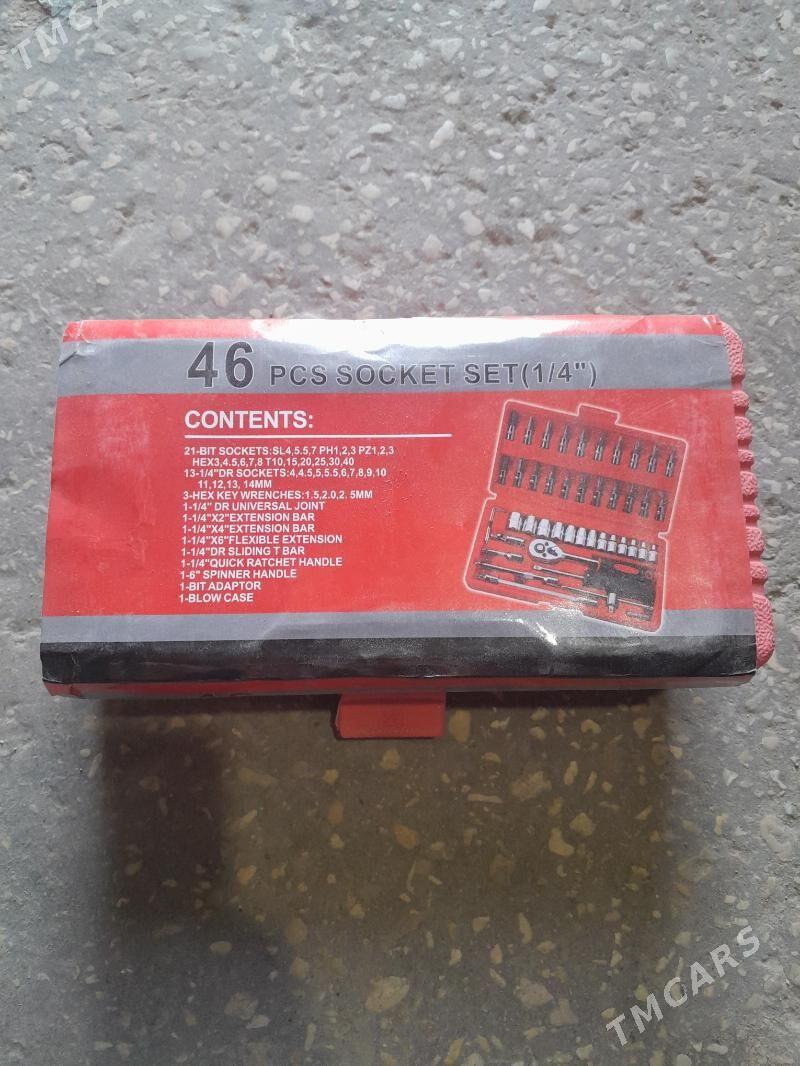 TMCARS
46 PCS SOCKET SET(1/4")
CONTENTS:
21-BIT SOCKETS:SL4,5.5,7 PH1,2,3 PZ1,2,3
HEX3,4.5,6,7,8 T10,15,20,25,30,40
13-1/4"DR SOCKETS:4,4.5,5,5.5,6,7,8,9,10
11,12,13, 14MM
3-HEX KEY WRENCHES:1.5,2.0,2. 5MM
1-1/4" DR UNIVERSAL JOINT
1-1/4"X2"EXTENSION BAR
1-1/4"X4"EXTENSION BAR
1-1/4"X6"FLEXIBLE EXTENSION
1-1/4"DR SLIDING T BAR
1-1/4"QUICK RATCHET HANDLE
1-6" SPINNER HANDLE
1-BIT ADAPTOR
1-BLOW CASE
TMCARS